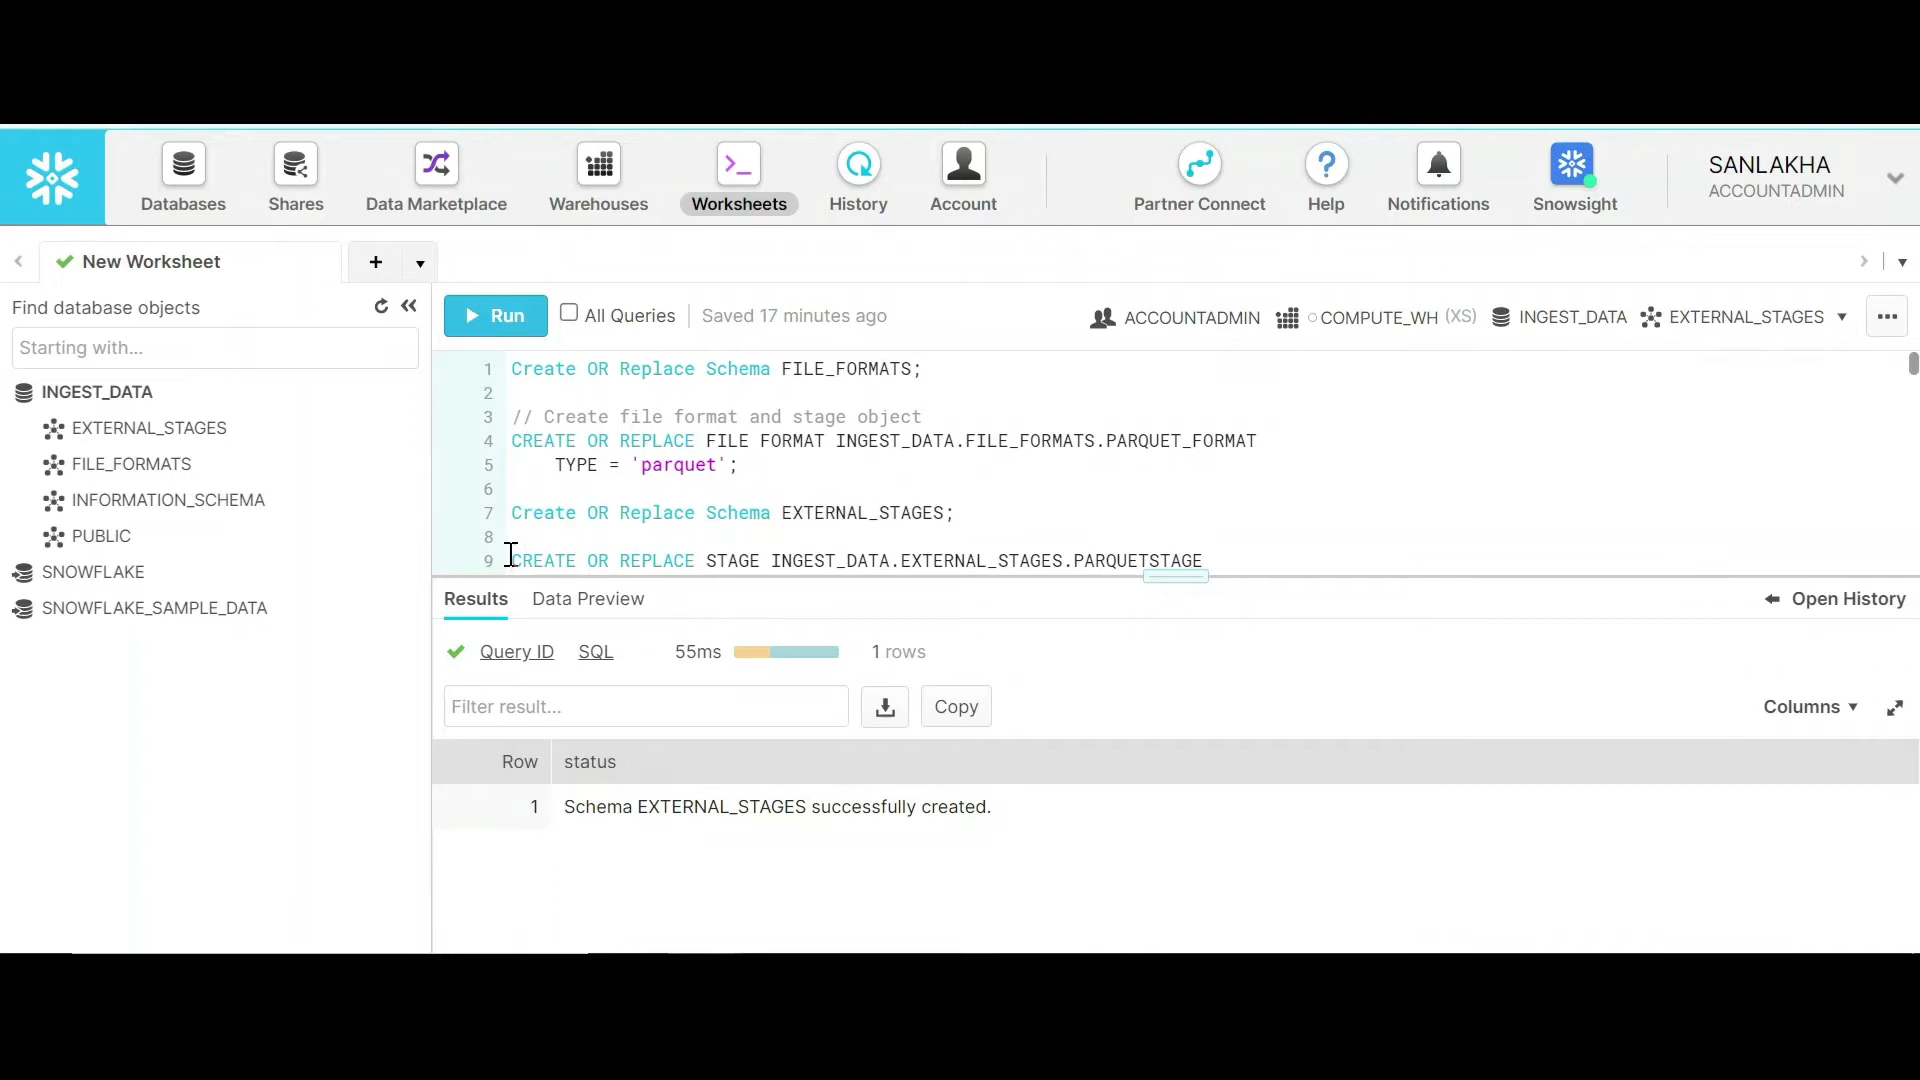 Databases
Shares
Data Marketplace
Warehouses
Worksheets
History
Account
Partner Connect
Help
Notifications
Snowsight
SANLAKHA
ACCOUNTADMIN
New Worksheet
Find database objects
Starting with...
INGEST_DATA
EXTERNAL_STAGES
FILE_FORMATS
INFORMATION_SCHEMA
PUBLIC
SNOWFLAKE
SNOWFLAKE_SAMPLE_DATA
Run
All Queries
Saved 17 minutes ago
ACCOUNTADMIN
COMPUTE_WH (XS)
INGEST_DATA
EXTERNAL_STAGES
1 Create OR Replace Schema FILE_FORMATS;
2
3 // Create file format and stage object
4 CREATE OR REPLACE FILE FORMAT INGEST_DATA.FILE_FORMATS.PARQUET_FORMAT
5 TYPE = 'parquet';
6
7 Create OR Replace Schema EXTERNAL_STAGES;
8
9 CREATE OR REPLACE STAGE INGEST_DATA.EXTERNAL_STAGES.PARQUETSTAGE
Results
Data Preview
Open History
Query ID
SQL
55ms
1 rows
Filter result...
Copy
Columns
Row status
1 Schema EXTERNAL_STAGES successfully created.